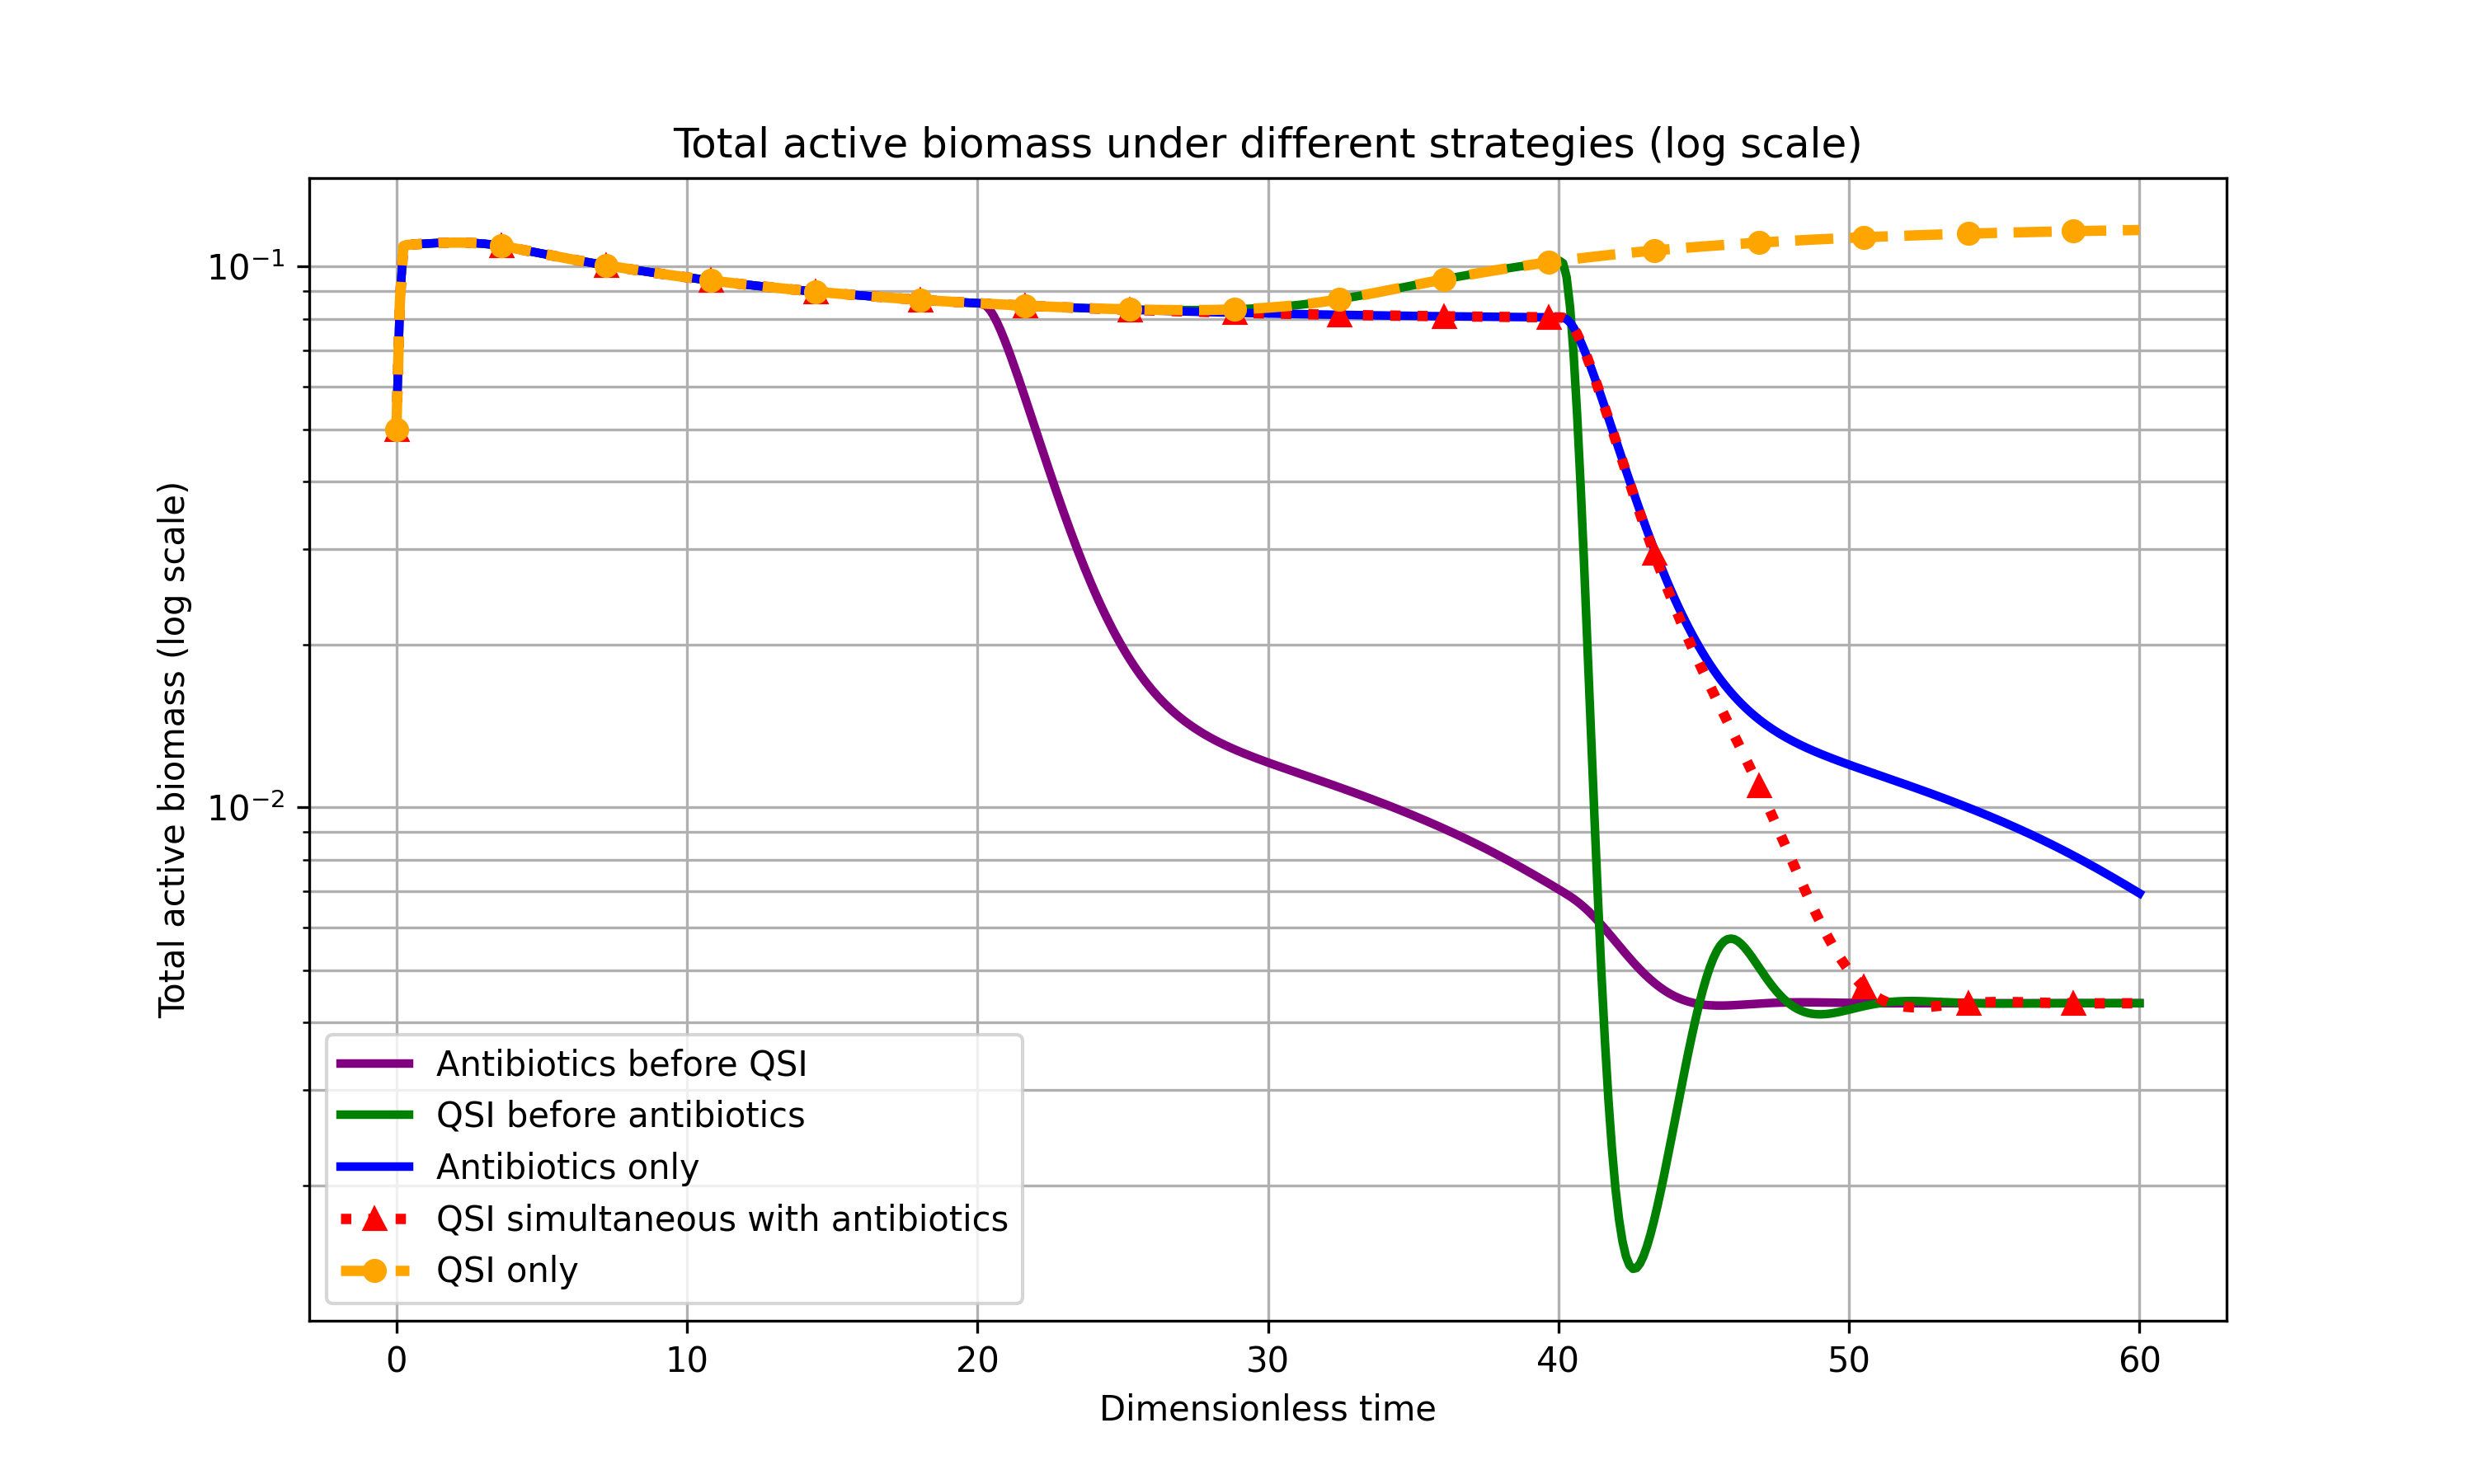 Total active biomass under different strategies (log scale)
Total active biomass (log scale)
10⁻¹
10⁻²
Antibiotics before QSI
QSI before antibiotics
Antibiotics only
QSI simultaneous with antibiotics
QSI only
0 10 20 30 40 50 60
Dimensionless time